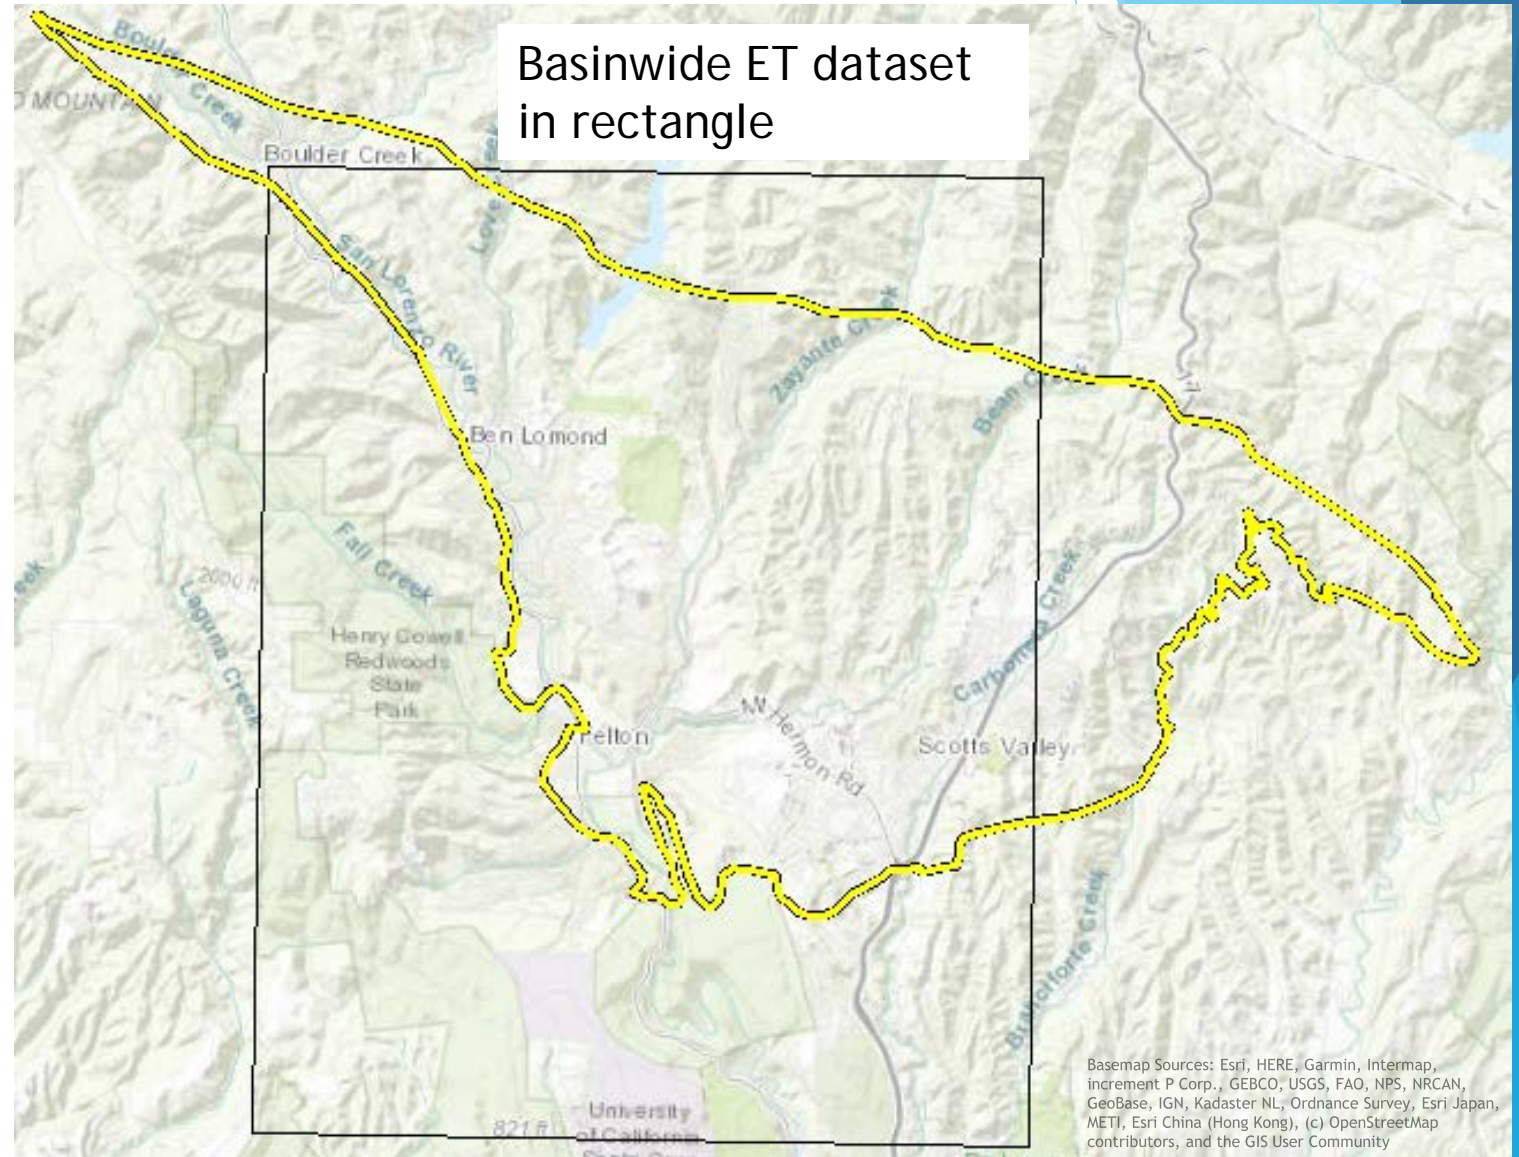 Basinwide ET dataset
in rectangle
Boulder Creek
MOUNTAIN
Boulder Creek
San Lorenzo River
Zayante Creek
Bean Creek
17
Ben Lomond
Fall Creek
2600 ft
Laguna Creek
Henry Cowell
Redwoods
State
Park
Carbonera Creek
Felton
Hermon Rd
Scotts Valley
Branciforte Creek
University
of California
821 ft
Basemap Sources: Esri, HERE, Garmin, Intermap,
increment P Corp., GEBCO, USGS, FAO, NPS, NRCAN,
GeoBase, IGN, Kadaster NL, Ordnance Survey, Esri Japan,
METI, Esri China (Hong Kong), (c) OpenStreetMap
contributors, and the GIS User Community